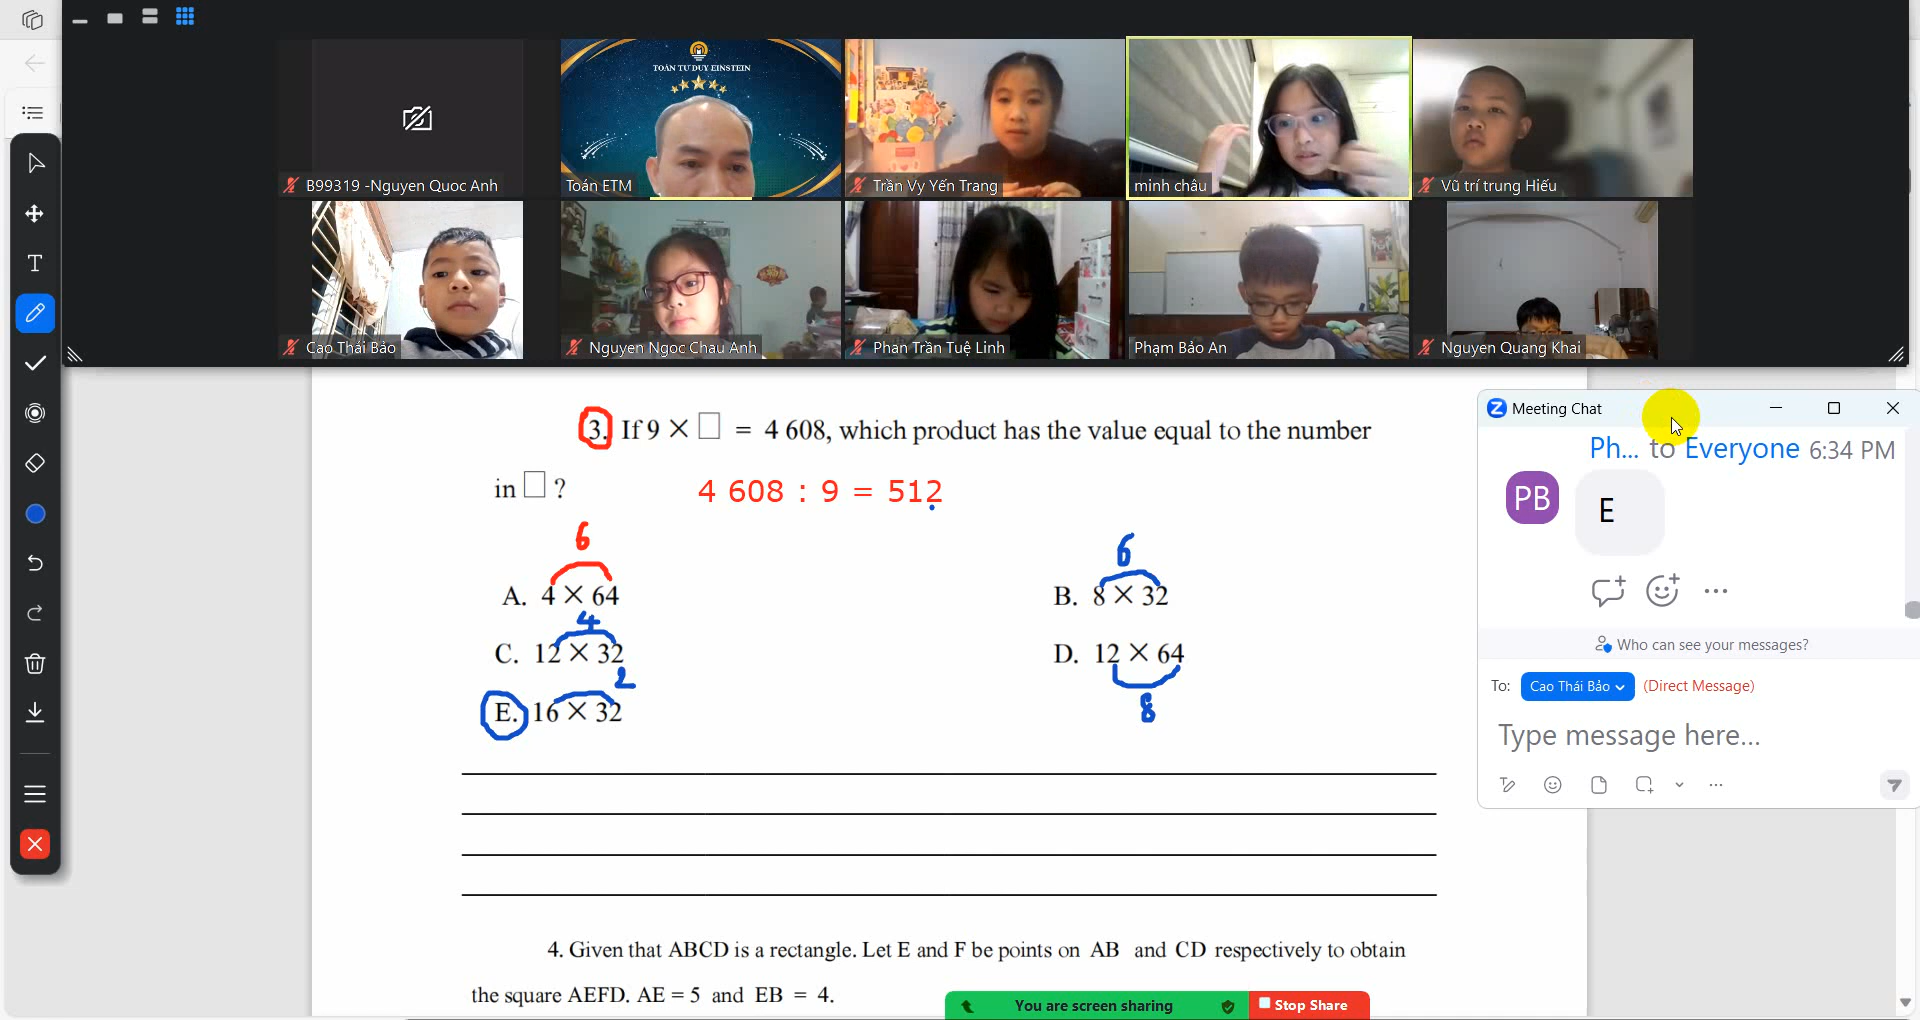 TOÁN TƯ DUY EINSTEIN
B99319 -Nguyen Quoc Anh
Toán ETM
Trần Vy Yến Trang
minh châu
Vũ trí trung Hiếu
Cao Thái Bảo
Nguyen Ngoc Chau Anh
Phan Trần Tuệ Linh
Phạm Bảo An
Nguyen Quang Khai
3. If 9 × □ = 4 608, which product has the value equal to the number
in □ ?
4 608 : 9 = 512
6
6
A. 4 × 64
B. 8 × 32
4
C. 12 × 32
D. 12 × 64
2
8
E. 16 × 32
4. Given that ABCD is a rectangle. Let E and F be points on AB and CD respectively to obtain
the square AEFD. AE = 5 and EB = 4.
You are screen sharing
Stop Share
Meeting Chat
Ph... to Everyone 6:34 PM
PB
E
Who can see your messages?
To: Cao Thái Bảo (Direct Message)
Type message here...
T